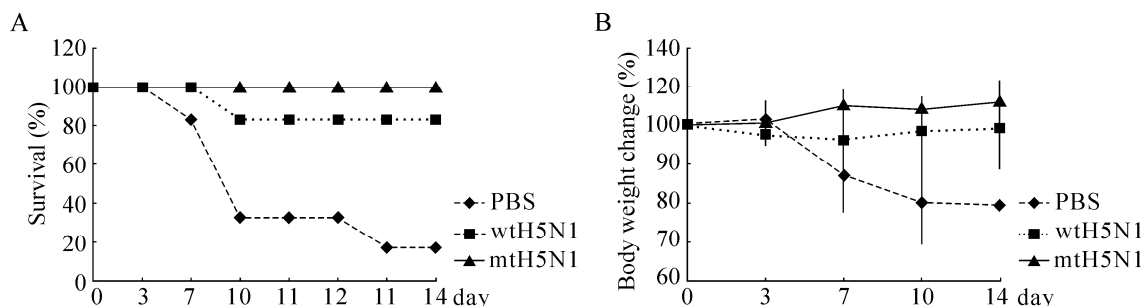 A
Survival (%)
120
100
80
60
40
20
0
0 3 7 10 11 12 11 14 day
PBS
wtH5N1
mtH5N1
B
Body weight change (%)
140
120
100
90
80
70
60
0 3 7 10 14 day
PBS
wtH5N1
mtH5N1